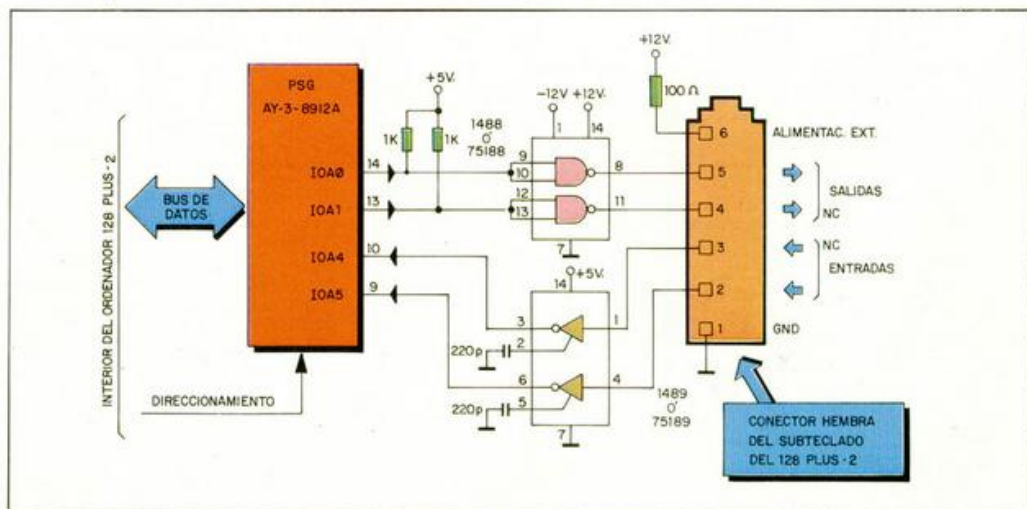 INTERIOR DEL ORDENADOR 128 PLUS-2
BUS DE
DATOS
PSG
AY-3-8912A
IOA0
IOA1
IOA4
IOA5
14
13
10
9
DIRECCIONAMIENTO
+5V.
1K
1K
1488
o'
75188
-12V
+12V.
1
14
9
10
8
12
13
11
7
+5V.
14
3
1
220p
2
6
4
220p
5
7
1489
o'
75189
+12V.
100Ω
6
5
4
3
2
1
ALIMENTAC. EXT.
SALIDAS
NC
NC
ENTRADAS
GND
CONECTOR HEMBRA
DEL SUBTECLADO
DEL 128 PLUS-2